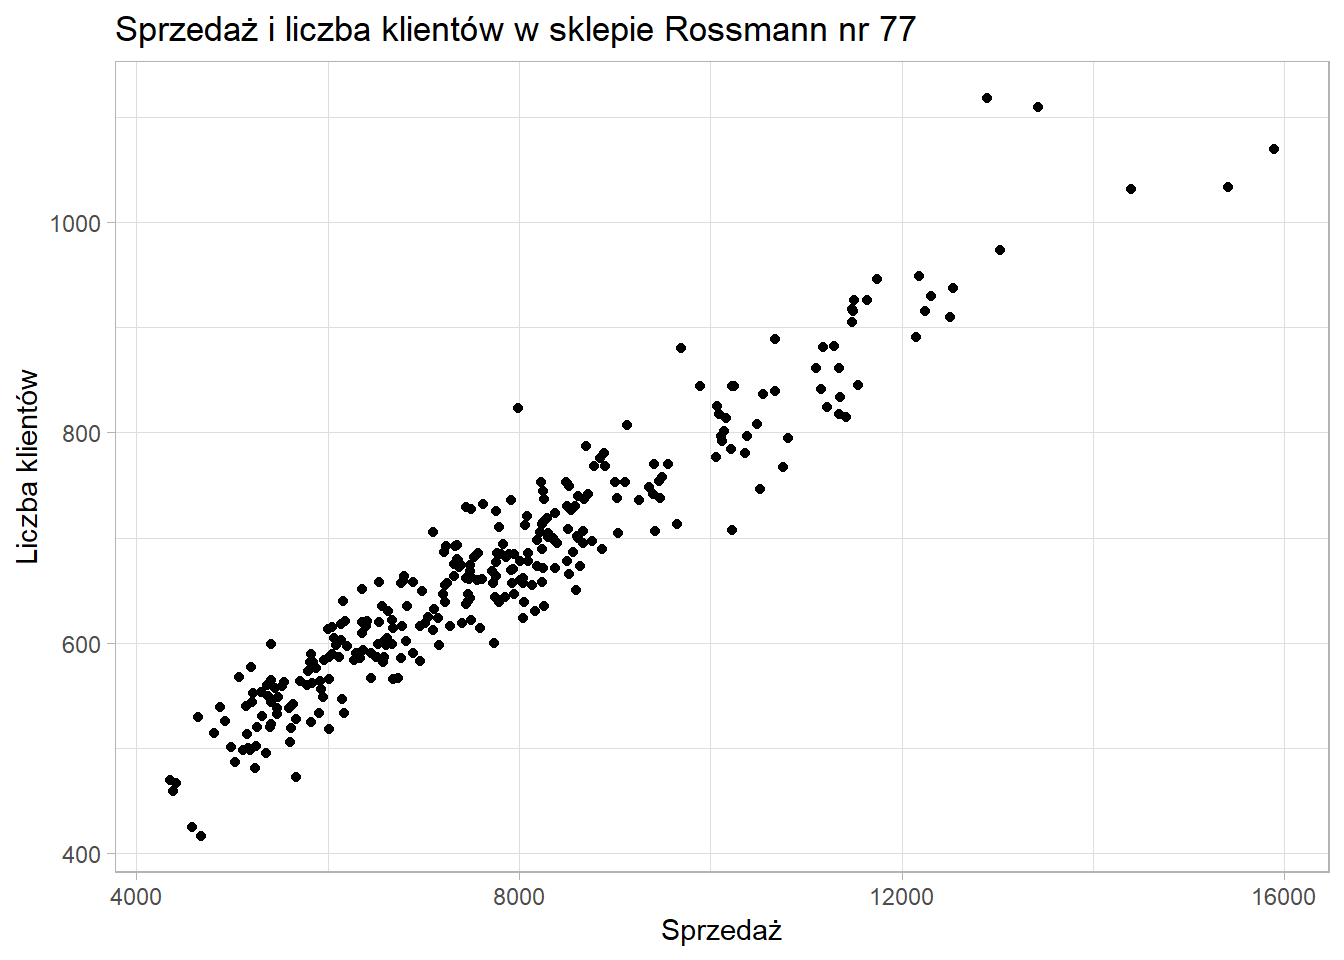 Sprzedaż i liczba klientów w sklepie Rossmann nr 77
Liczba klientów
1000
800
600
400
4000 8000 12000 16000
Sprzedaż